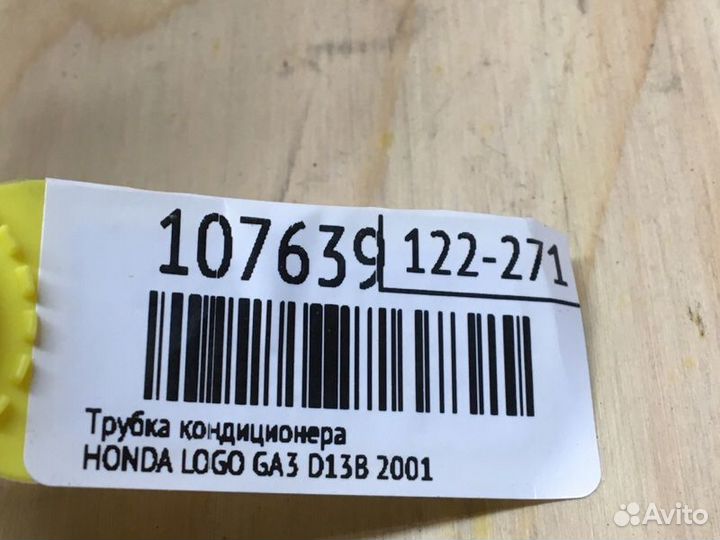 107639 122-271
Трубка кондиционера
HONDA LOGO GA3 D13B 2001
Avito